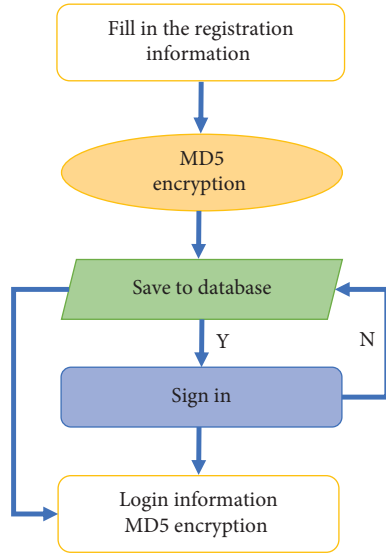 Fill in the registration
information
MD5
encryption
Save to database
Y
N
Sign in
Login information
MD5 encryption